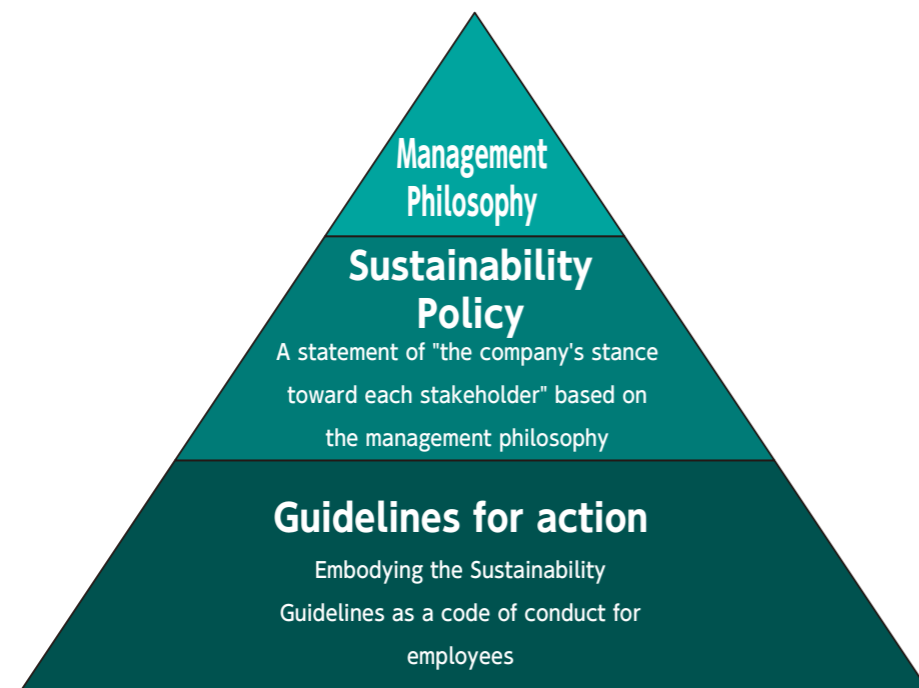 Management
Philosophy
Sustainability
Policy
A statement of "the company's stance
toward each stakeholder" based on
the management philosophy
Guidelines for action
Embodying the Sustainability
Guidelines as a code of conduct for
employees